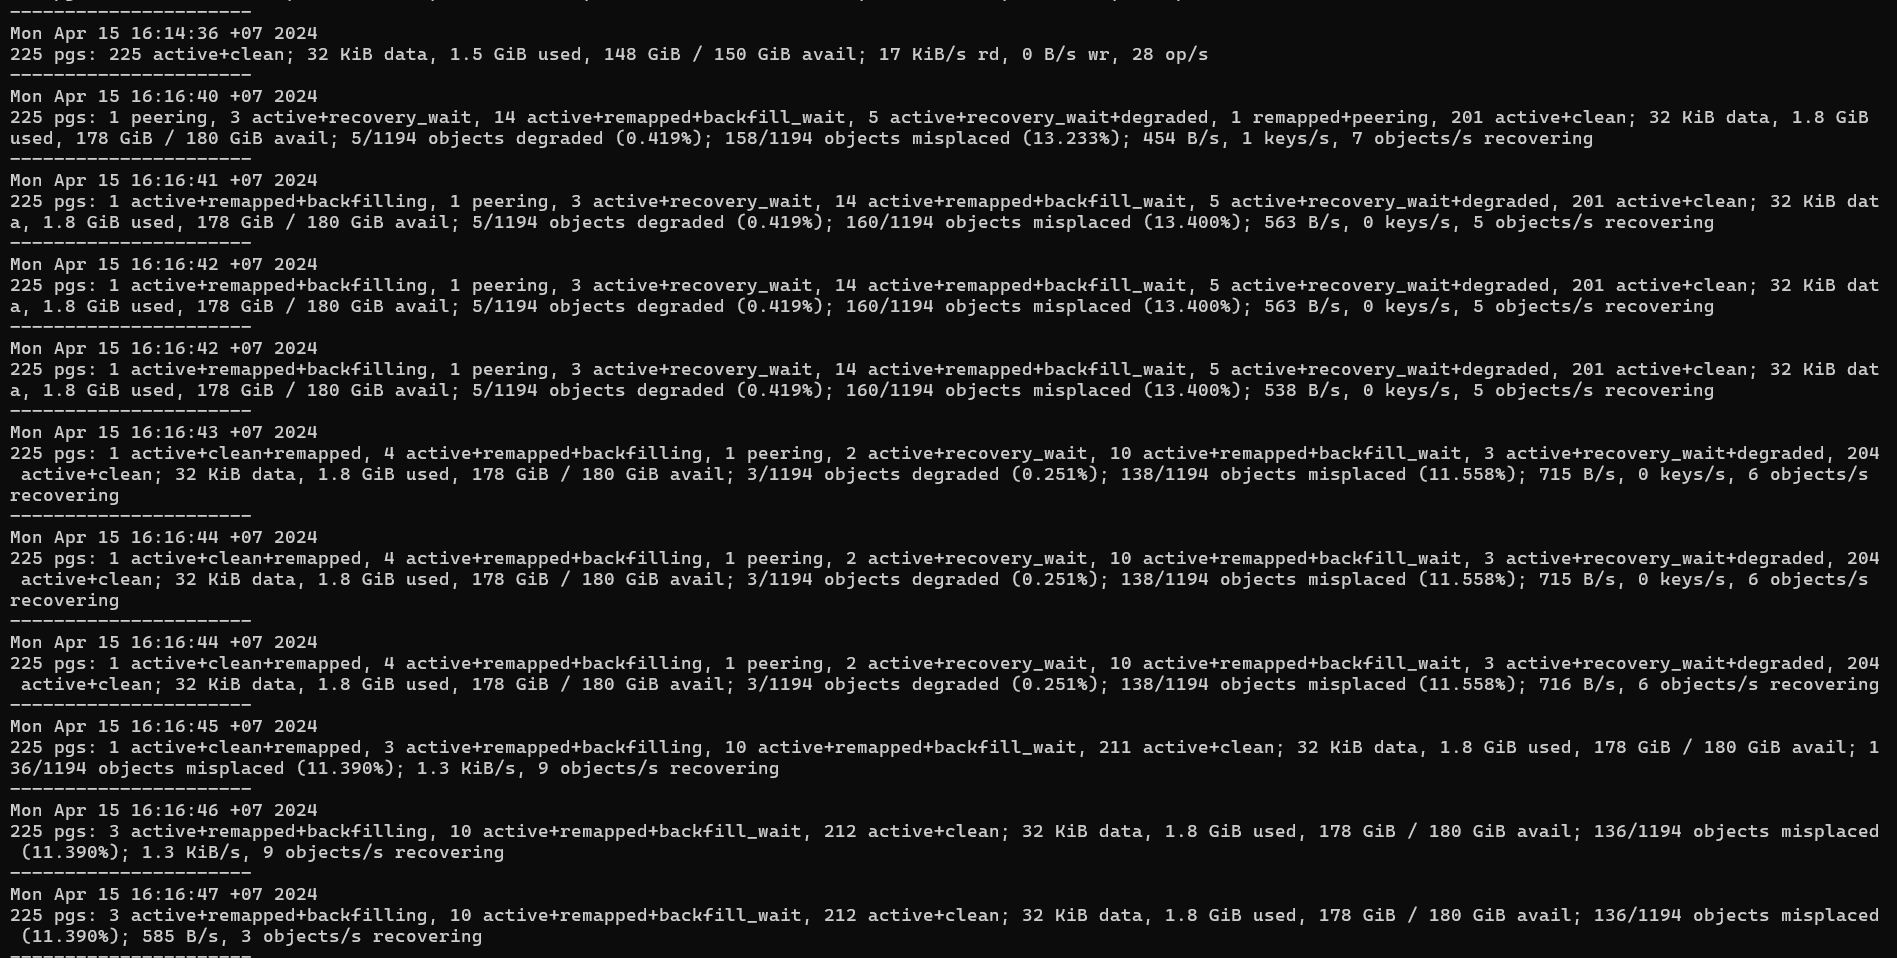 ----------------------
Mon Apr 15 16:14:36 +07 2024
225 pgs: 225 active+clean; 32 KiB data, 1.5 GiB used, 148 GiB / 150 GiB avail; 17 KiB/s rd, 0 B/s wr, 28 op/s
----------------------
Mon Apr 15 16:16:40 +07 2024
225 pgs: 1 peering, 3 active+recovery_wait, 14 active+remapped+backfill_wait, 5 active+recovery_wait+degraded, 1 remapped+peering, 201 active+clean; 32 KiB data, 1.8 GiB
used, 178 GiB / 180 GiB avail; 5/1194 objects degraded (0.419%); 158/1194 objects misplaced (13.233%); 454 B/s, 1 keys/s, 7 objects/s recovering
----------------------
Mon Apr 15 16:16:41 +07 2024
225 pgs: 1 active+remapped+backfilling, 1 peering, 3 active+recovery_wait, 14 active+remapped+backfill_wait, 5 active+recovery_wait+degraded, 201 active+clean; 32 KiB dat
a, 1.8 GiB used, 178 GiB / 180 GiB avail; 5/1194 objects degraded (0.419%); 160/1194 objects misplaced (13.400%); 563 B/s, 0 keys/s, 5 objects/s recovering
----------------------
Mon Apr 15 16:16:42 +07 2024
225 pgs: 1 active+remapped+backfilling, 1 peering, 3 active+recovery_wait, 14 active+remapped+backfill_wait, 5 active+recovery_wait+degraded, 201 active+clean; 32 KiB dat
a, 1.8 GiB used, 178 GiB / 180 GiB avail; 5/1194 objects degraded (0.419%); 160/1194 objects misplaced (13.400%); 563 B/s, 0 keys/s, 5 objects/s recovering
----------------------
Mon Apr 15 16:16:42 +07 2024
225 pgs: 1 active+remapped+backfilling, 1 peering, 3 active+recovery_wait, 14 active+remapped+backfill_wait, 5 active+recovery_wait+degraded, 201 active+clean; 32 KiB dat
a, 1.8 GiB used, 178 GiB / 180 GiB avail; 5/1194 objects degraded (0.419%); 160/1194 objects misplaced (13.400%); 538 B/s, 0 keys/s, 5 objects/s recovering
----------------------
Mon Apr 15 16:16:43 +07 2024
225 pgs: 1 active+clean+remapped, 4 active+remapped+backfilling, 1 peering, 2 active+recovery_wait, 10 active+remapped+backfill_wait, 3 active+recovery_wait+degraded, 204
active+clean; 32 KiB data, 1.8 GiB used, 178 GiB / 180 GiB avail; 3/1194 objects degraded (0.251%); 138/1194 objects misplaced (11.558%); 715 B/s, 0 keys/s, 6 objects/s
recovering
----------------------
Mon Apr 15 16:16:44 +07 2024
225 pgs: 1 active+clean+remapped, 4 active+remapped+backfilling, 1 peering, 2 active+recovery_wait, 10 active+remapped+backfill_wait, 3 active+recovery_wait+degraded, 204
active+clean; 32 KiB data, 1.8 GiB used, 178 GiB / 180 GiB avail; 3/1194 objects degraded (0.251%); 138/1194 objects misplaced (11.558%); 715 B/s, 0 keys/s, 6 objects/s
recovering
----------------------
Mon Apr 15 16:16:44 +07 2024
225 pgs: 1 active+clean+remapped, 4 active+remapped+backfilling, 1 peering, 2 active+recovery_wait, 10 active+remapped+backfill_wait, 3 active+recovery_wait+degraded, 204
active+clean; 32 KiB data, 1.8 GiB used, 178 GiB / 180 GiB avail; 3/1194 objects degraded (0.251%); 138/1194 objects misplaced (11.558%); 716 B/s, 6 objects/s recovering
----------------------
Mon Apr 15 16:16:45 +07 2024
225 pgs: 1 active+clean+remapped, 3 active+remapped+backfilling, 10 active+remapped+backfill_wait, 211 active+clean; 32 KiB data, 1.8 GiB used, 178 GiB / 180 GiB avail; 1
36/1194 objects misplaced (11.390%); 1.3 KiB/s, 9 objects/s recovering
----------------------
Mon Apr 15 16:16:46 +07 2024
225 pgs: 3 active+remapped+backfilling, 10 active+remapped+backfill_wait, 212 active+clean; 32 KiB data, 1.8 GiB used, 178 GiB / 180 GiB avail; 136/1194 objects misplaced
(11.390%); 1.3 KiB/s, 9 objects/s recovering
----------------------
Mon Apr 15 16:16:47 +07 2024
225 pgs: 3 active+remapped+backfilling, 10 active+remapped+backfill_wait, 212 active+clean; 32 KiB data, 1.8 GiB used, 178 GiB / 180 GiB avail; 136/1194 objects misplaced
(11.390%); 585 B/s, 3 objects/s recovering
----------------------